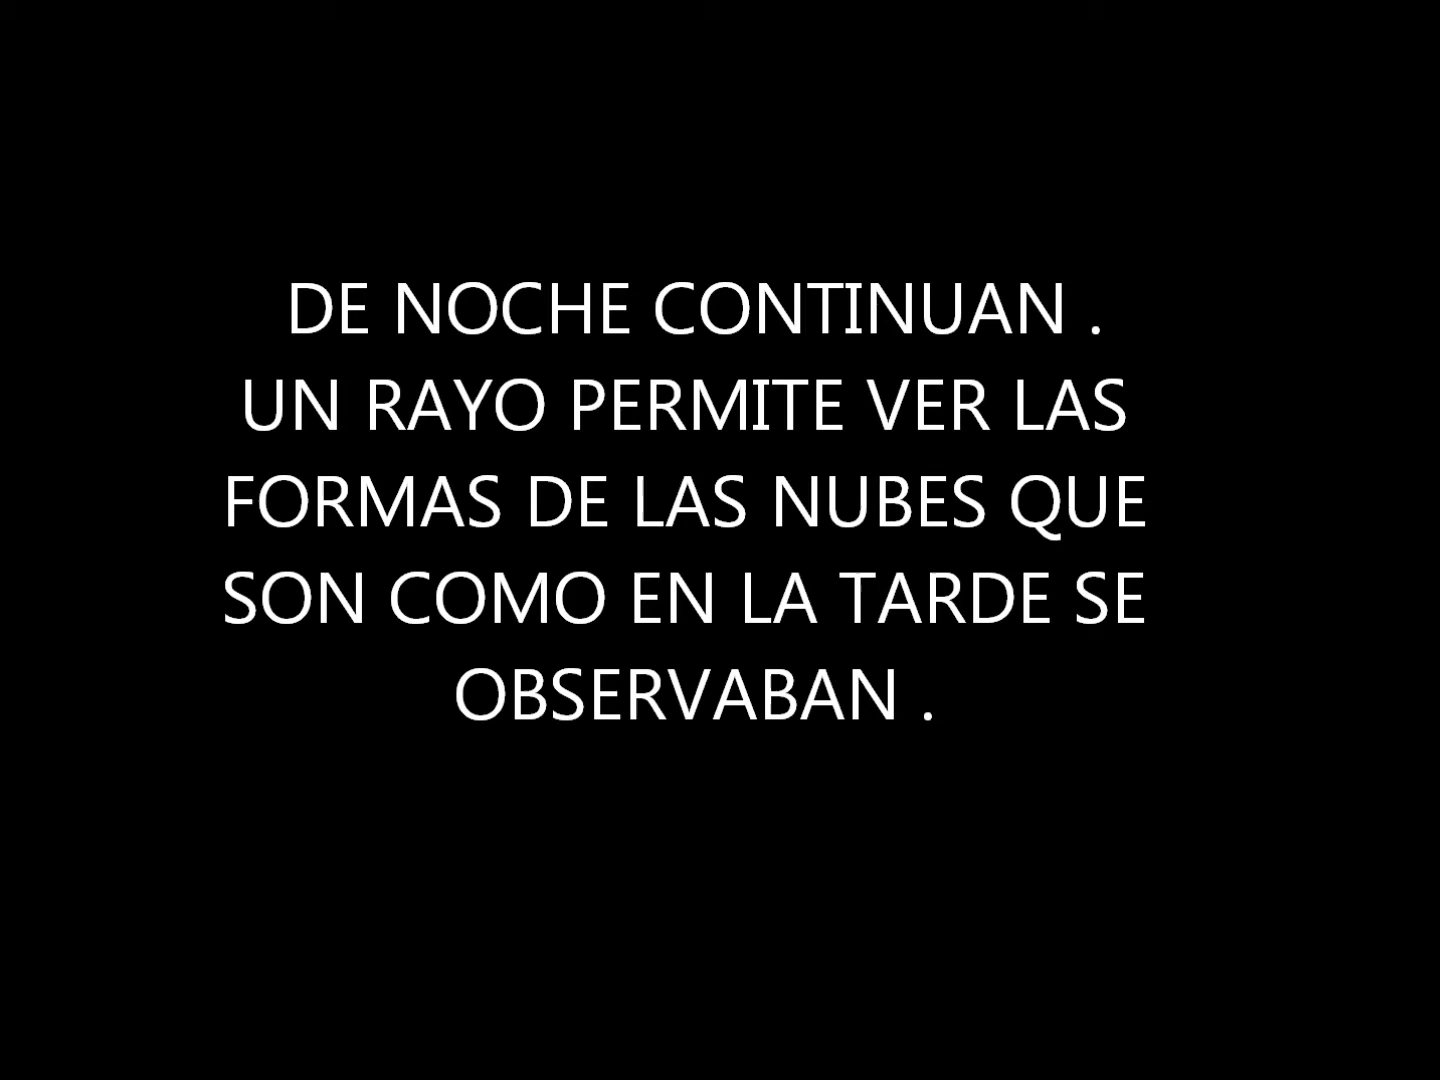 DE NOCHE CONTINUAN .
UN RAYO PERMITE VER LAS
FORMAS DE LAS NUBES QUE
SON COMO EN LA TARDE SE
OBSERVABAN .